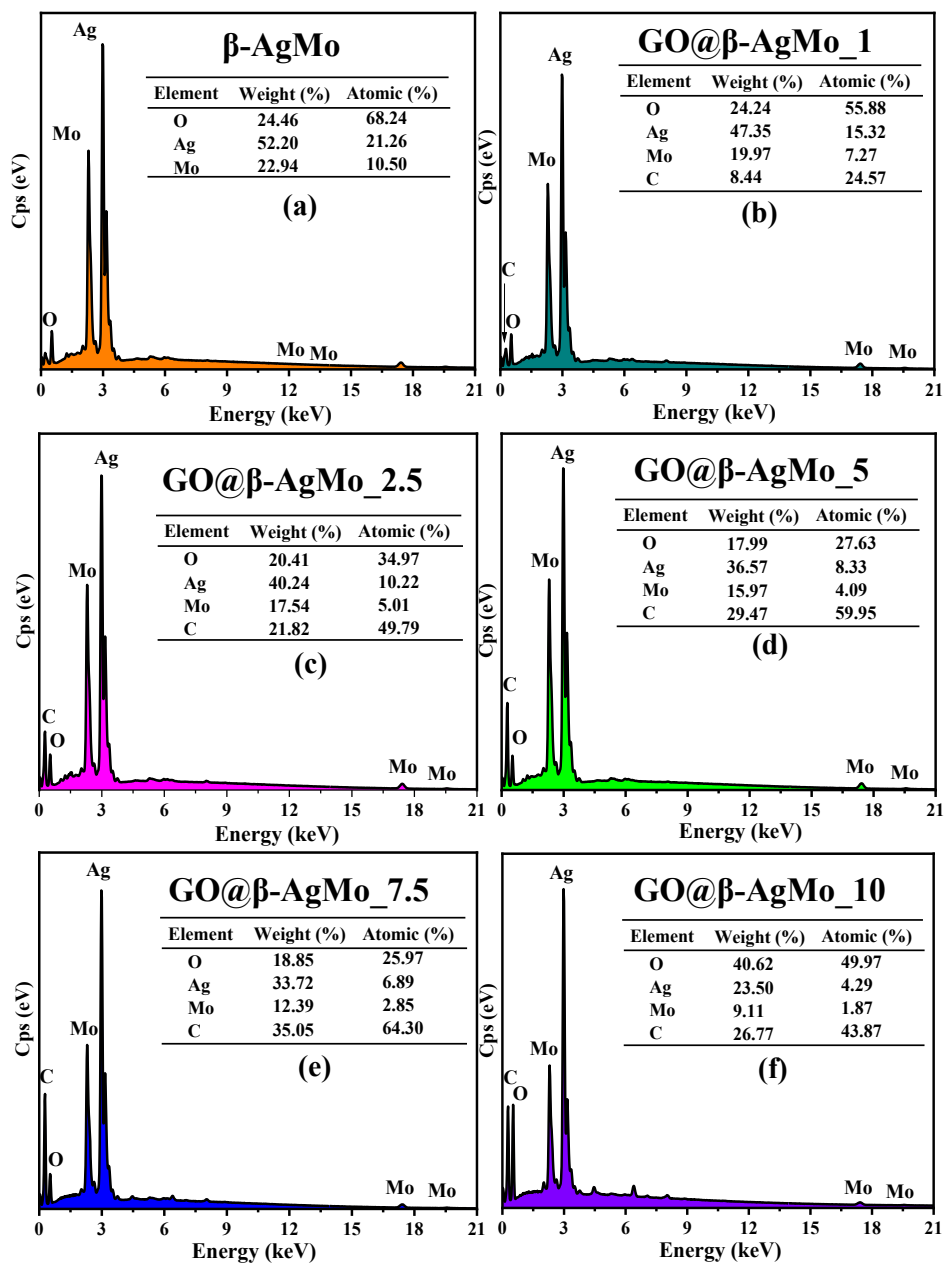 β-AgMo
Element Weight (%) Atomic (%)
O 24.46 68.24
Ag 52.20 21.26
Mo 22.94 10.50
(a)
Ag
Mo
O
Mo Mo
Cps (eV)
0 3 6 9 12 15 18 21
Energy (keV)
GO@β-AgMo_1
Element Weight (%) Atomic (%)
O 24.24 55.88
Ag 47.35 15.32
Mo 19.97 7.27
C 8.44 24.57
(b)
Ag
Mo
C
O
Mo Mo
Cps (eV)
0 3 6 9 12 15 18 21
Energy (keV)
GO@β-AgMo_2.5
Element Weight (%) Atomic (%)
O 20.41 34.97
Ag 40.24 10.22
Mo 17.54 5.01
C 21.82 49.79
(c)
Ag
Mo
C
O
Mo Mo
Cps (eV)
0 3 6 9 12 15 18 21
Energy (keV)
GO@β-AgMo_5
Element Weight (%) Atomic (%)
O 17.99 27.63
Ag 36.57 8.33
Mo 15.97 4.09
C 29.47 59.95
(d)
Ag
Mo
C
O
Mo Mo
Cps (eV)
0 3 6 9 12 15 18 21
Energy (keV)
GO@β-AgMo_7.5
Element Weight (%) Atomic (%)
O 18.85 25.97
Ag 33.72 6.89
Mo 12.39 2.85
C 35.05 64.30
(e)
Ag
Mo
C
O
Mo Mo
Cps (eV)
0 3 6 9 12 15 18 21
Energy (keV)
GO@β-AgMo_10
Element Weight (%) Atomic (%)
O 40.62 49.97
Ag 23.50 4.29
Mo 9.11 1.87
C 26.77 43.87
(f)
Ag
Mo
C
O
Mo Mo
Cps (eV)
0 3 6 9 12 15 18 21
Energy (keV)